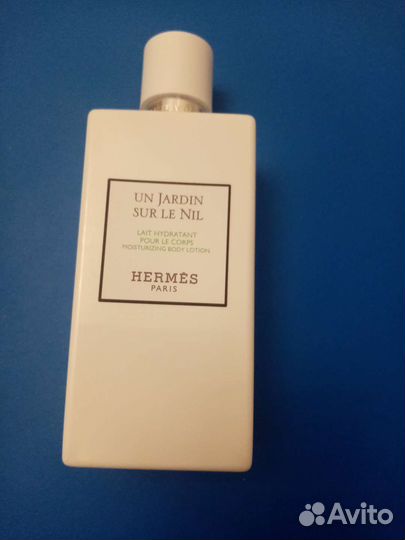 UN JARDIN
SUR LE NIL
LAIT HYDRATANT
POUR LE CORPS
MOISTURIZING BODY LOTION
HERMÈS
PARIS
Avito